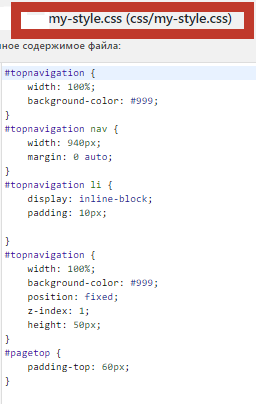 my-style.css (css/my-style.css)
ное содержимое файла:
#topnavigation {
width: 100%;
background-color: #999;
}
#topnavigation nav {
width: 940px;
margin: 0 auto;
}
#topnavigation li {
display: inline-block;
padding: 10px;
}
#topnavigation {
width: 100%;
background-color: #999;
position: fixed;
z-index: 1;
height: 50px;
}
#pagetop {
padding-top: 60px;
}